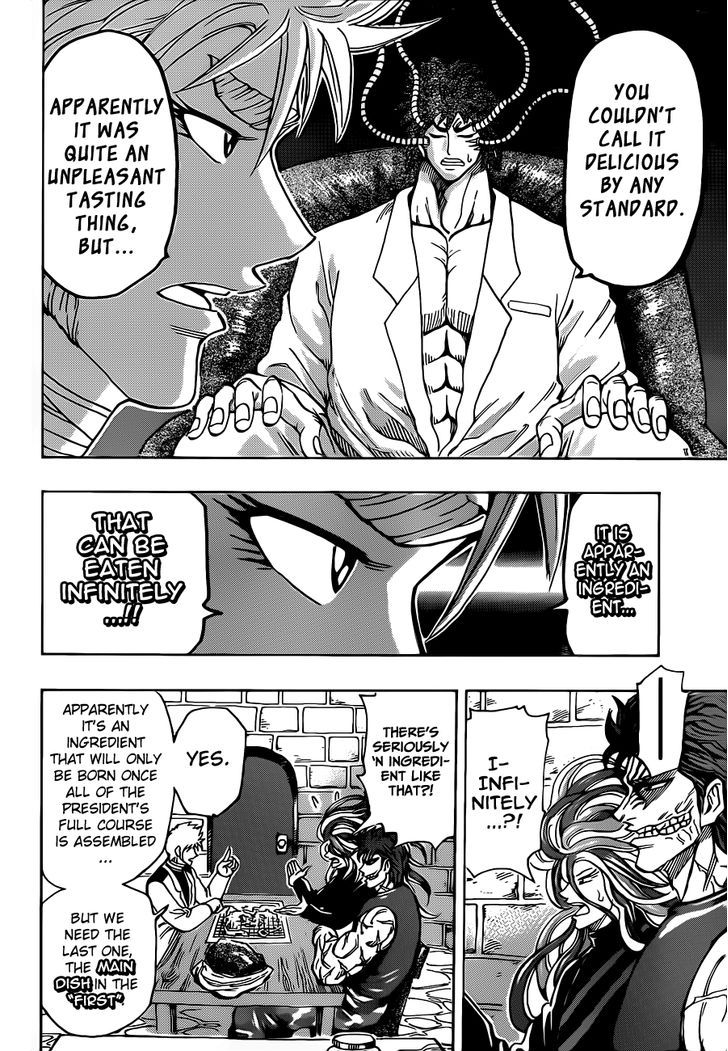 YOU
COULDN'T
CALL IT
DELICIOUS
BY ANY
STANDARD.
APPARENTLY
IT WAS
QUITE AN
UNPLEASANT
TASTING
THING,
BUT...
IT IS
APPAR-
ENTLY AN
INGREDI-
ENT...
THAT
CAN BE
EATEN
INFINITELY
...!!
I-
INFI-
NITELY
...?!
THERE'S
SERIOUSLY
'N INGREDI-
ENT LIKE
THAT?!
YES.
APPARENTLY
IT'S AN
INGREDIENT
THAT WILL ONLY
BE BORN ONCE
ALL OF THE
PRESIDENT'S
FULL COURSE
IS ASSEMBLED
...
BUT WE
NEED THE
LAST ONE,
THE MAIN
DISH IN THE
"FIRST"